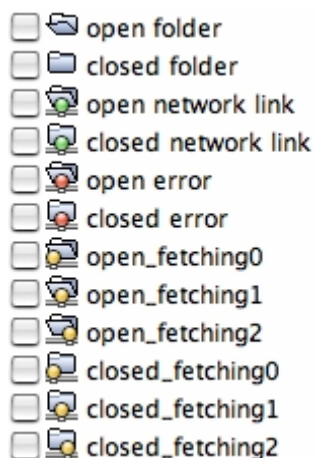 open folder
closed folder
open network link
closed network link
open error
closed error
open_fetching0
open_fetching1
open_fetching2
closed_fetching0
closed_fetching1
closed_fetching2